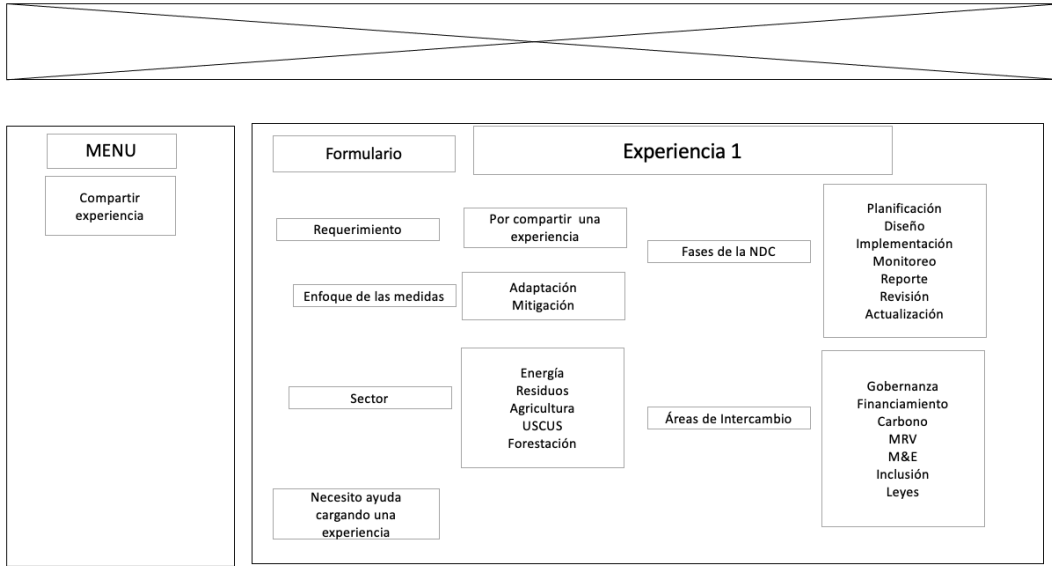 MENU
Compartir
experiencia
Formulario
Experiencia 1
Requerimiento
Por compartir una
experiencia
Enfoque de las medidas
Adaptación
Mitigación
Sector
Energía
Residuos
Agricultura
USCUS
Forestación
Necesito ayuda
cargando una
experiencia
Fases de la NDC
Planificación
Diseño
Implementación
Monitoreo
Reporte
Revisión
Actualización
Áreas de Intercambio
Gobernanza
Financiamiento
Carbono
MRV
M&E
Inclusión
Leyes